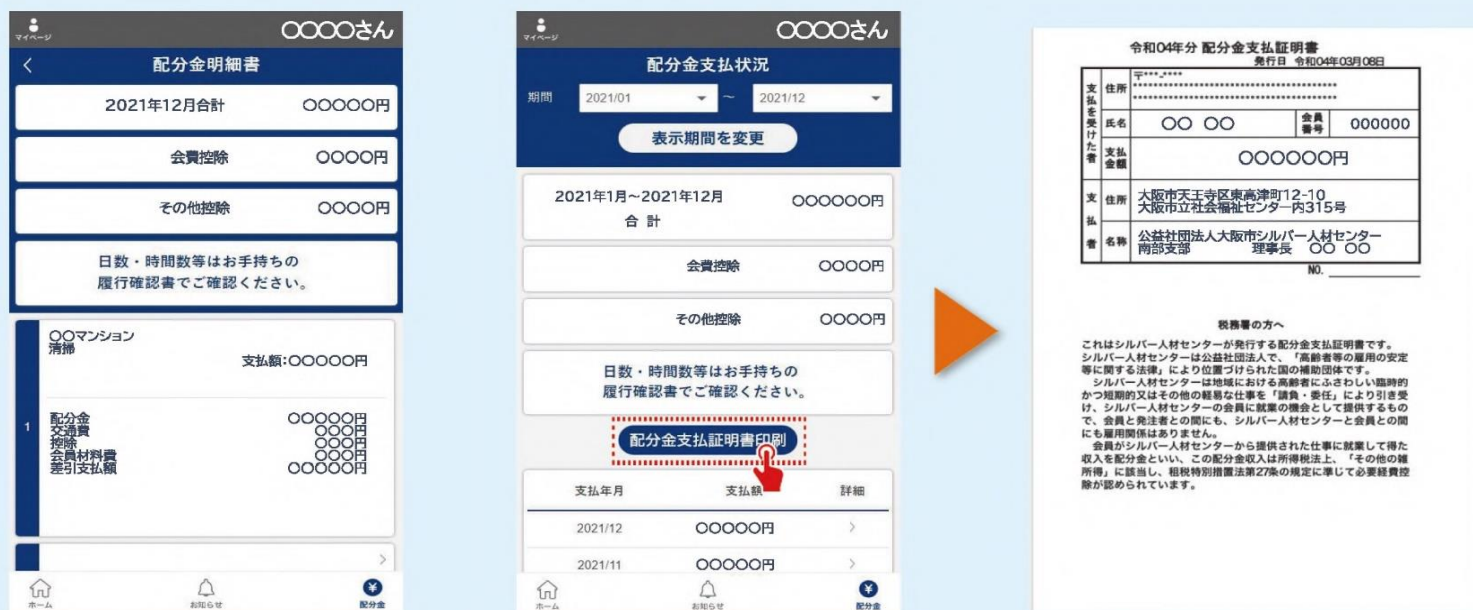 マイページ
〇〇〇〇さん
配分金明細書
2021年12月合計 〇〇〇〇〇円
会費控除 〇〇〇〇円
その他控除 〇〇〇〇円
日数・時間数等はお手持ちの
履行確認書でご確認ください。
1
〇〇マンション
清掃
支払額:〇〇〇〇〇円
配分金 〇〇〇〇〇円
交通費 〇〇〇円
控除 〇〇〇円
会員材料費 〇〇〇円
差引支払額 〇〇〇〇〇円
ホーム お知らせ 配分金
マイページ
〇〇〇〇さん
配分金支払状況
期間 2021/01 ~ 2021/12
表示期間を変更
2021年1月~2021年12月
合 計 〇〇〇〇〇〇円
会費控除 〇〇〇〇円
その他控除 〇〇〇〇円
日数・時間数等はお手持ちの
履行確認書でご確認ください。
配分金支払証明書印刷
支払年月 支払額 詳細
2021/12 〇〇〇〇〇円
2021/11 〇〇〇〇〇円
ホーム お知らせ 配分金
令和04年分 配分金支払証明書
発行日 令和04年03月08日
支払を受けた者
住所 〒***-****
氏名 〇〇 〇〇 会員番号 000000
支払金額 〇〇〇〇〇〇円
支払者
住所 大阪市天王寺区東高津町12-10
大阪市立社会福祉センター内315号
名称 公益社団法人大阪市シルバー人材センター
南部支部 理事長 〇〇 〇〇
NO.
税務署の方へ
これはシルバー人材センターが発行する配分金支払証明書です。
シルバー人材センターは公益社団法人で、「高齢者等の雇用の安定
等に関する法律」により位置づけられた国の補助団体です。
シルバー人材センターは地域における高齢者にふさわしい臨時的
かつ短期的又はその他の軽易な仕事を「請負・委任」により引き受
け、シルバー人材センターの会員に就業の機会として提供するもの
で、会員と発注者との間にも、シルバー人材センターと会員との間
にも雇用関係はありません。
会員がシルバー人材センターから提供された仕事に就業して得た
収入を配分金といい、この配分金収入は所得税法上、「その他の雑
所得」に該当し、租税特別措置法第27条の規定に準じて必要経費控
除が認められています。